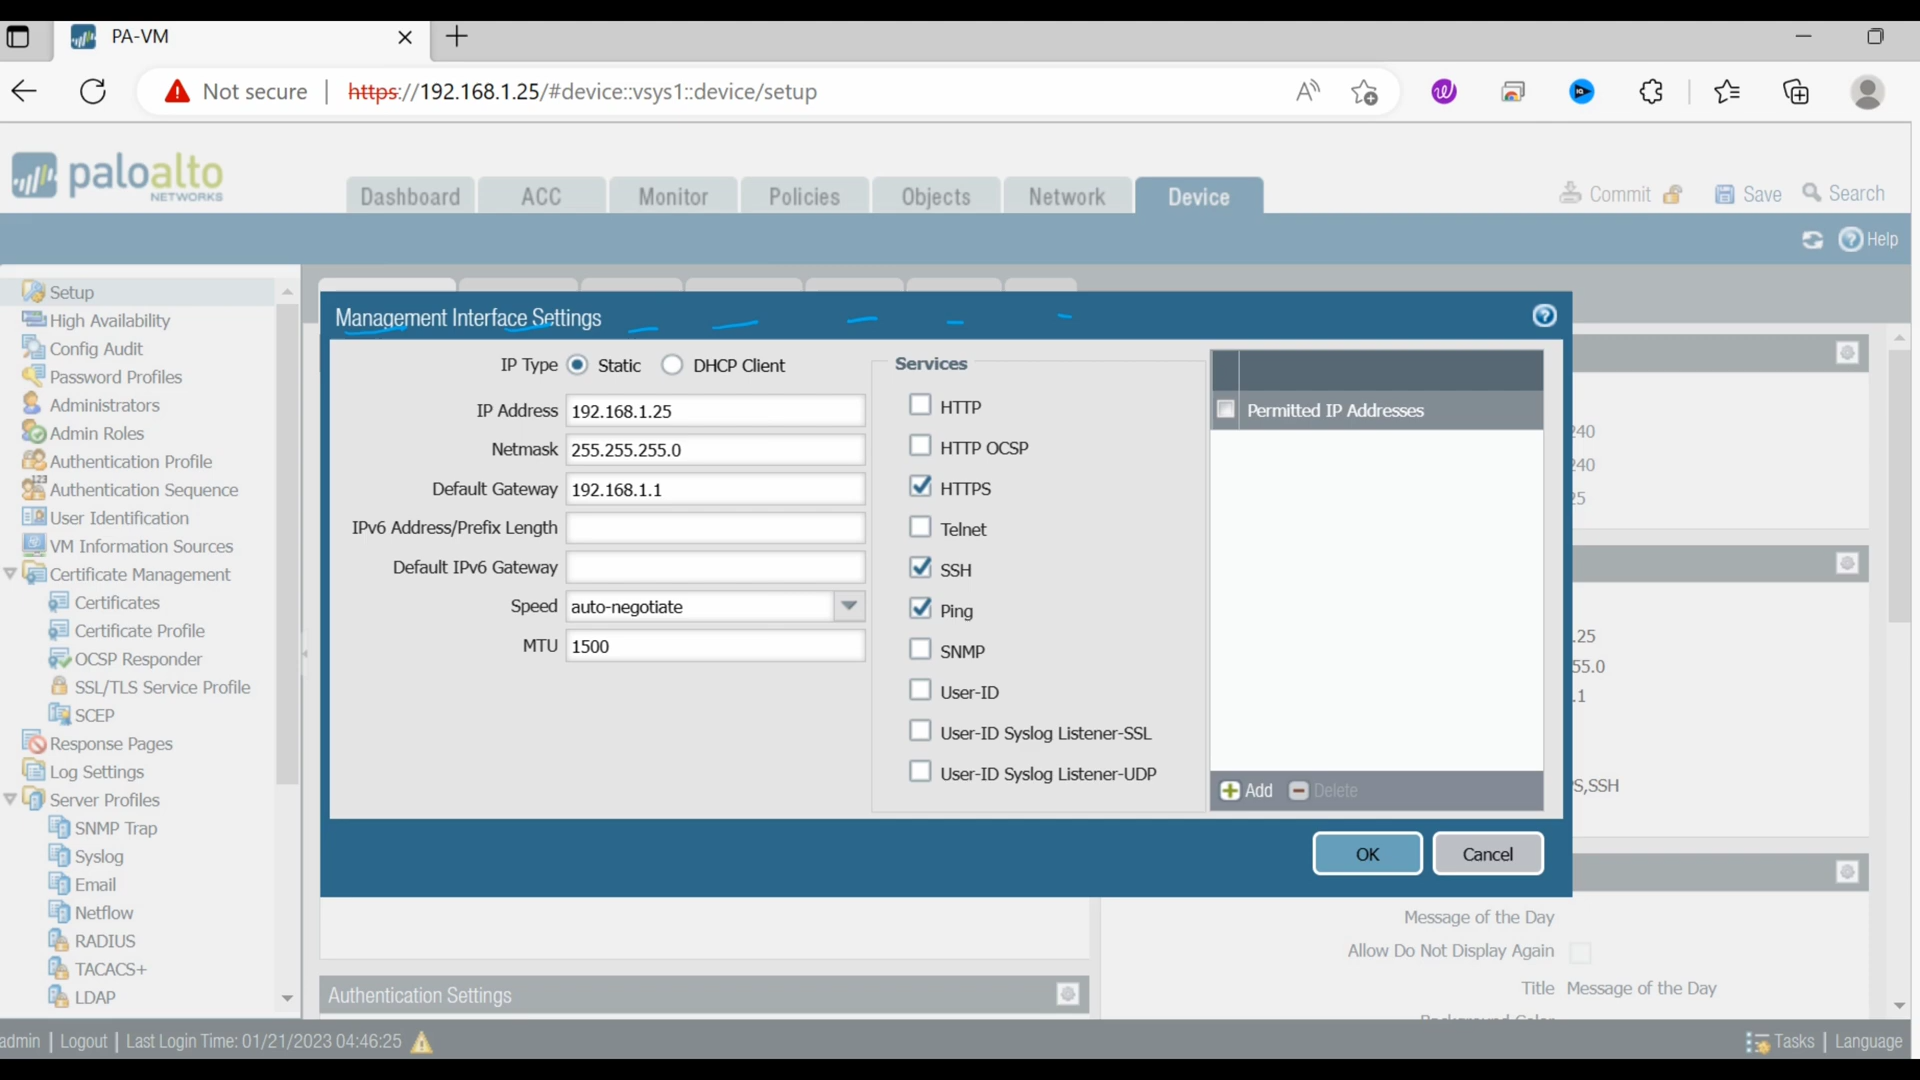 PA-VM
Not secure
https://192.168.1.25/#device::vsys1::device/setup
paloalto
NETWORKS
Dashboard
ACC
Monitor
Policies
Objects
Network
Device
Commit
Save
Search
Help
Setup
High Availability
Config Audit
Password Profiles
Administrators
Admin Roles
Authentication Profile
Authentication Sequence
User Identification
VM Information Sources
Certificate Management
Certificates
Certificate Profile
OCSP Responder
SSL/TLS Service Profile
SCEP
Response Pages
Log Settings
Server Profiles
SNMP Trap
Syslog
Email
Netflow
RADIUS
TACACS+
LDAP
Management Interface Settings
IP Type Static DHCP Client
IP Address 192.168.1.25
Netmask 255.255.255.0
Default Gateway 192.168.1.1
IPv6 Address/Prefix Length
Default IPv6 Gateway
Speed auto-negotiate
MTU 1500
Services
HTTP
HTTP OCSP
HTTPS
Telnet
SSH
Ping
SNMP
User-ID
User-ID Syslog Listener-SSL
User-ID Syslog Listener-UDP
Permitted IP Addresses
Add Delete
OK
Cancel
240
240
25
.25
55.0
.1
S,SSH
Message of the Day
Allow Do Not Display Again
Title Message of the Day
Authentication Settings
admin | Logout | Last Login Time: 01/21/2023 04:46:25
Tasks | Language